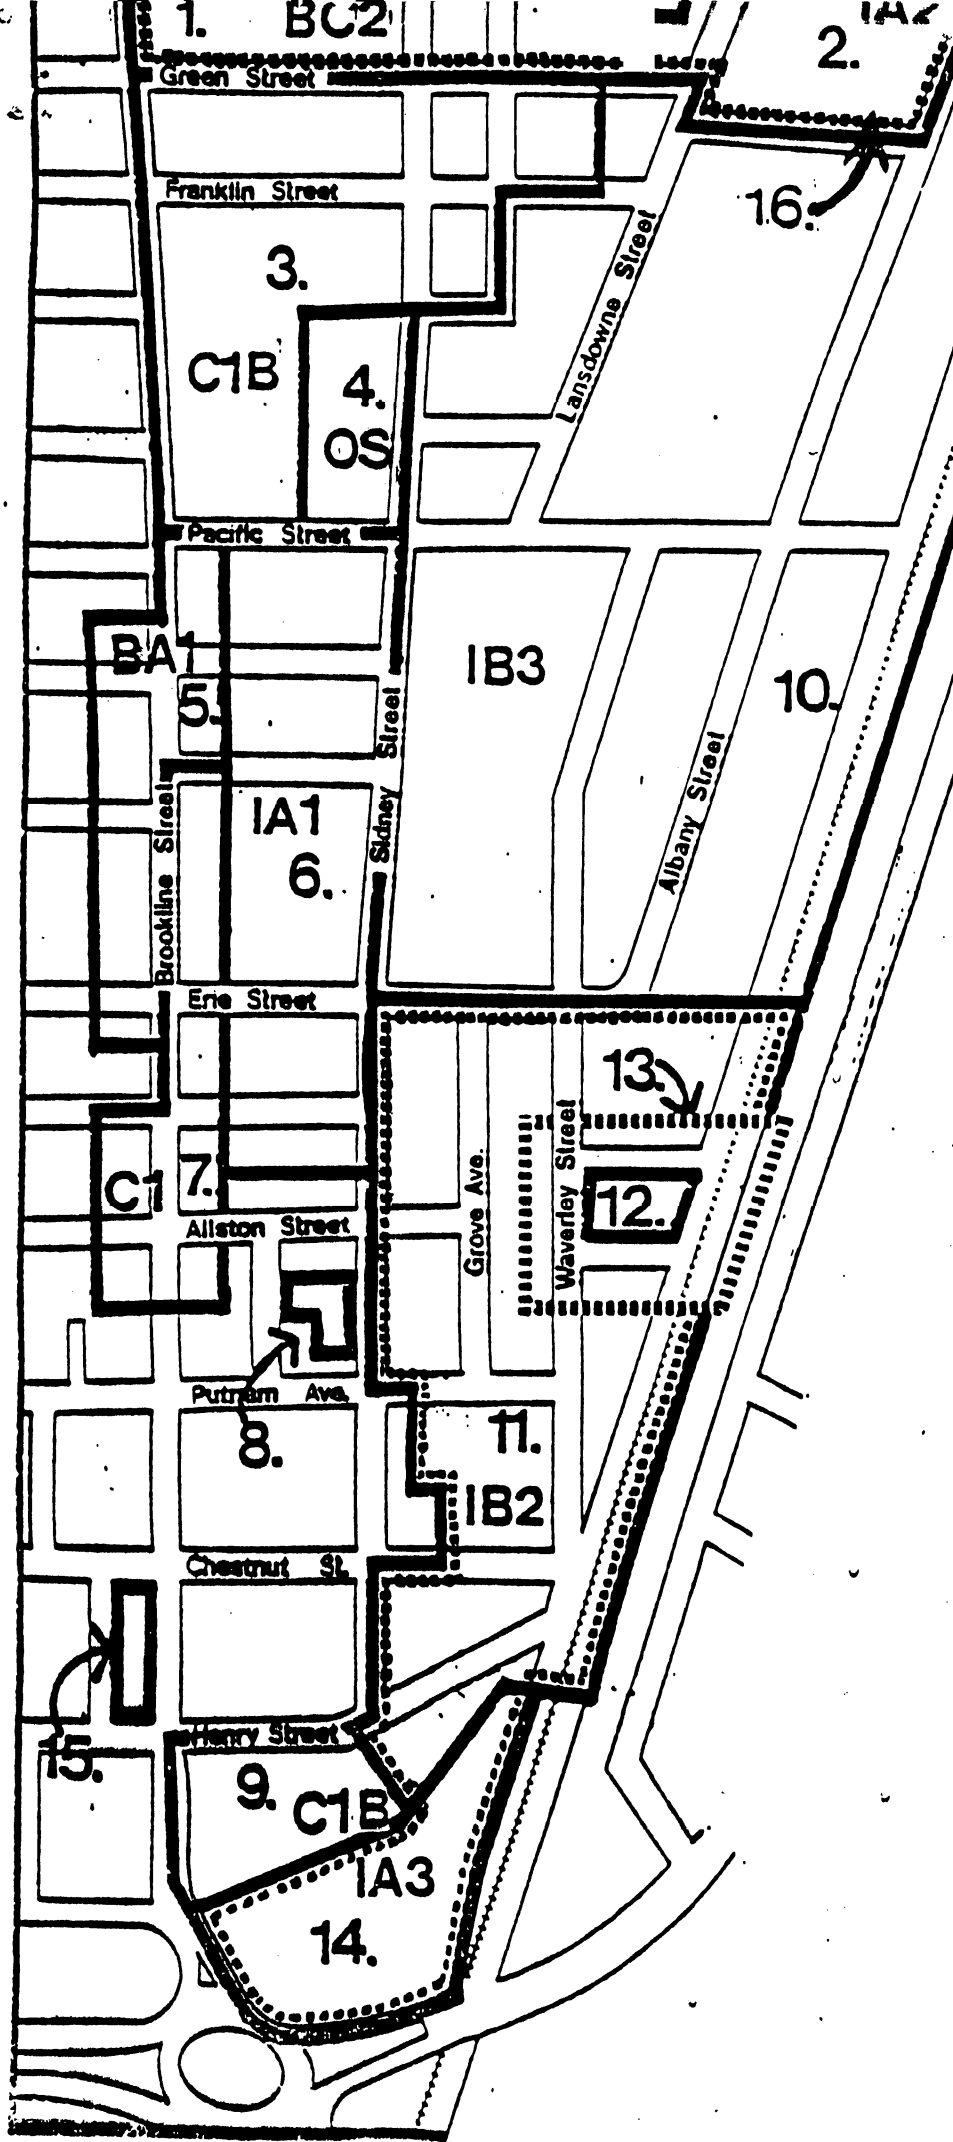 1. BC2
IA2
2.
Green Street
Franklin Street
16.
3.
Lansdowne Street
C1B
4.
OS
Pacific Street
BA1
5.
IB3
10.
Sidney Street
Albany Street
Brookline Street
IA1
6.
Erie Street
13.
Waverley Street
Grove Ave.
C1
7.
12.
Allston Street
Putnam Ave.
8.
11.
IB2
Chestnut St.
15.
Henry Street
9.
C1B
IA3
14.